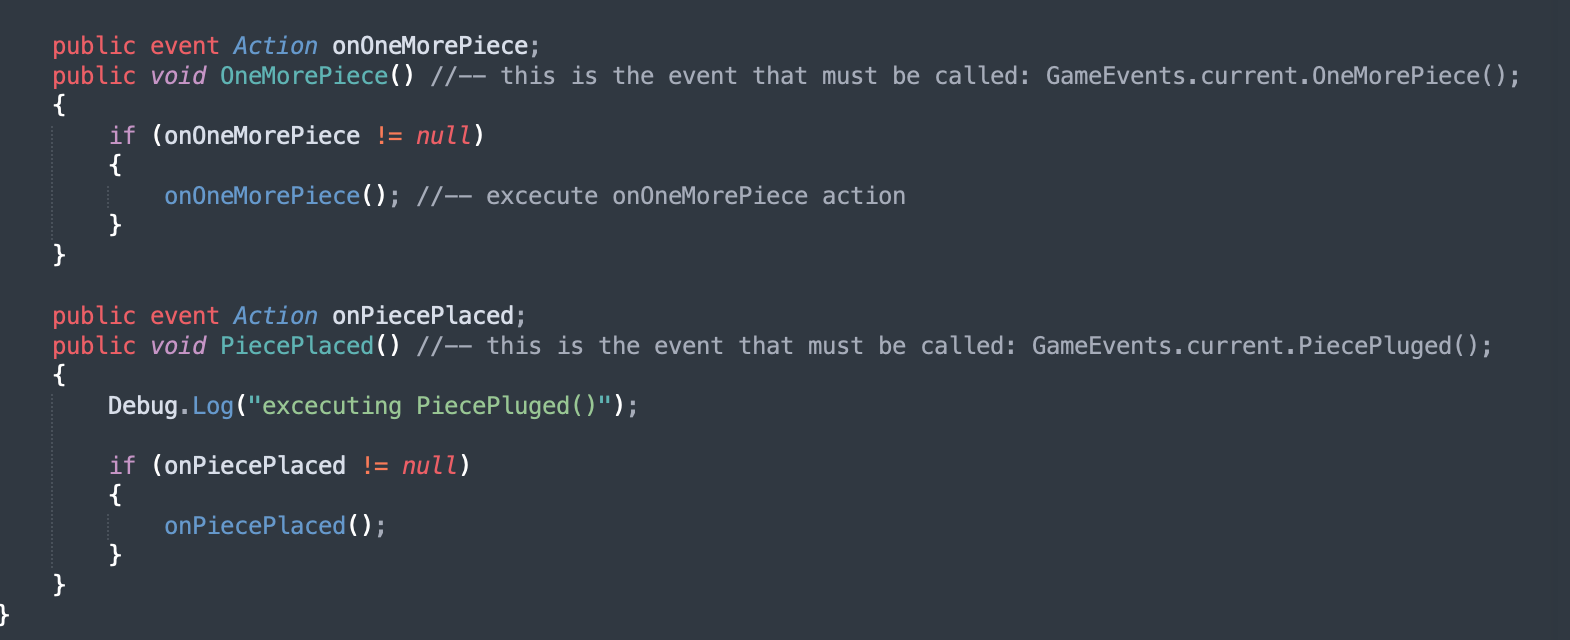 public event Action onOneMorePiece;
public void OneMorePiece() //-- this is the event that must be called: GameEvents.current.OneMorePiece();
{
if (onOneMorePiece != null)
{
onOneMorePiece(); //-- excecute onOneMorePiece action
}
}
public event Action onPiecePlaced;
public void PiecePlaced() //-- this is the event that must be called: GameEvents.current.PiecePluged();
{
Debug.Log("excecuting PiecePluged()");
if (onPiecePlaced != null)
{
onPiecePlaced();
}
}
}